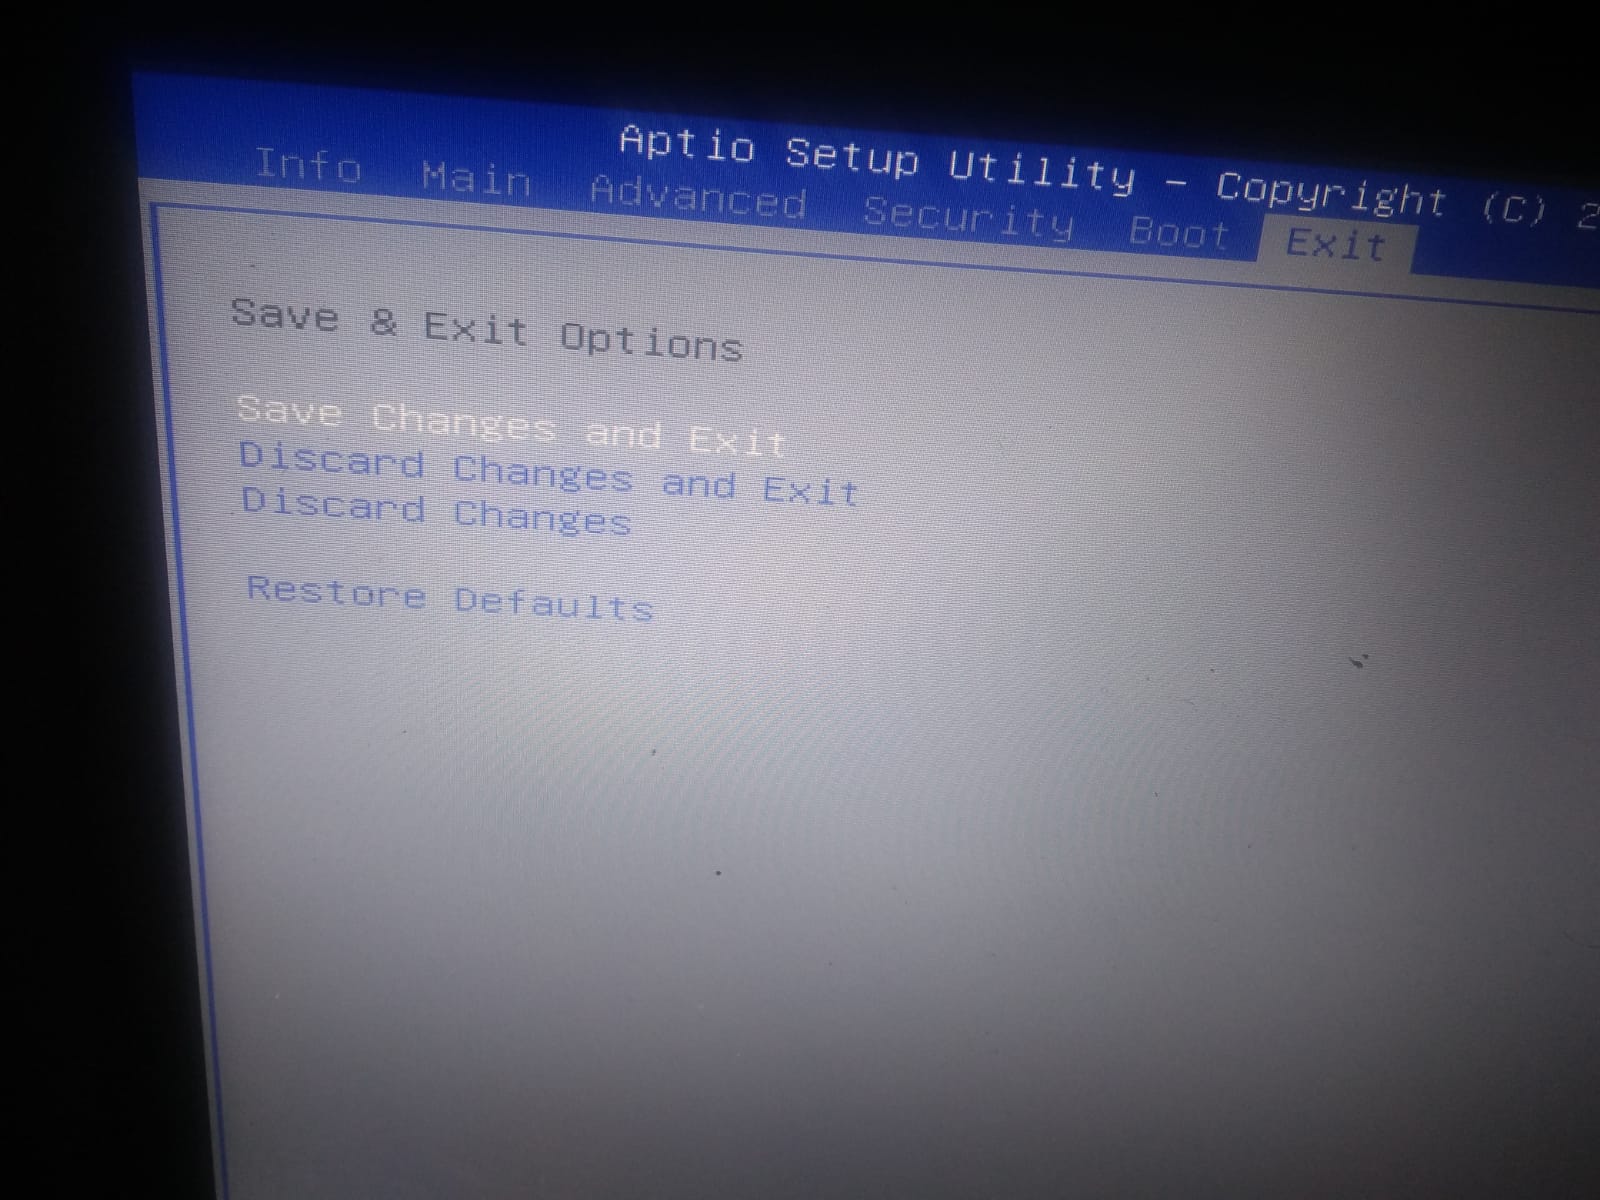 Aptio Setup Utility - Copyright (C) 2
Info Main Advanced Security Boot Exit
Save & Exit Options
Save Changes and Exit
Discard Changes and Exit
Discard Changes
Restore Defaults